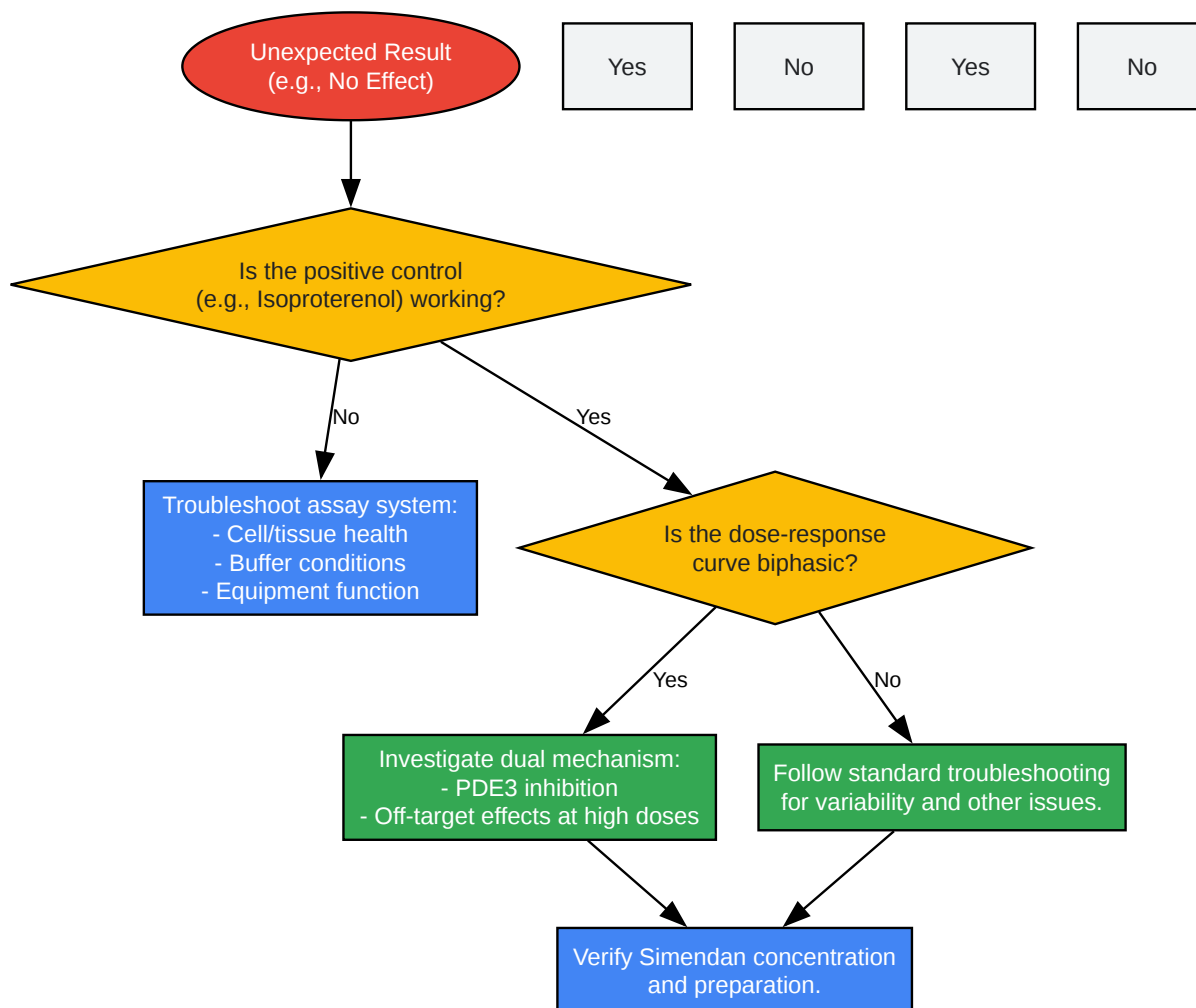 Unexpected Result
(e.g., No Effect)
Yes
No
Yes
No
Is the positive control
(e.g., Isoproterenol) working?
No
Yes
Troubleshoot assay system:
- Cell/tissue health
- Buffer conditions
- Equipment function
Is the dose-response
curve biphasic?
Yes
No
Investigate dual mechanism:
- PDE3 inhibition
- Off-target effects at high doses
Follow standard troubleshooting
for variability and other issues.
Verify Simendan concentration
and preparation.